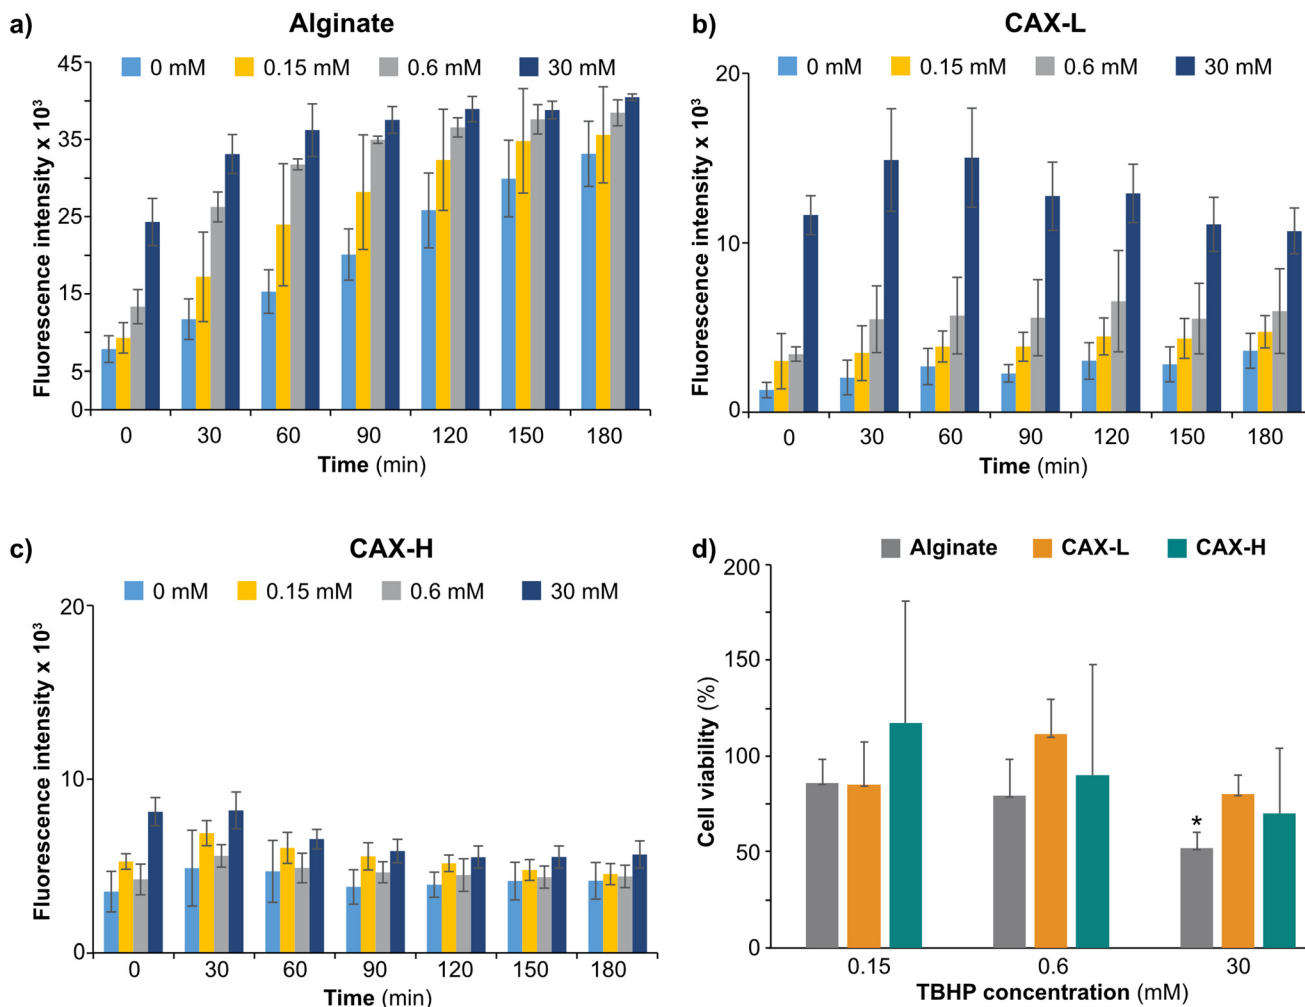 a)
Alginate
0 mM 0.15 mM 0.6 mM 30 mM
Fluorescence intensity x 10³
45
35
25
15
5
0
0 30 60 90 120 150 180
Time (min)
b)
CAX-L
0 mM 0.15 mM 0.6 mM 30 mM
Fluorescence intensity x 10³
20
10
0
0 30 60 90 120 150 180
Time (min)
c)
CAX-H
0 mM 0.15 mM 0.6 mM 30 mM
Fluorescence intensity x 10³
20
10
0
0 30 60 90 120 150 180
Time (min)
d)
Alginate CAX-L CAX-H
Cell viability (%)
200
150
100
50
0
*
0.15 0.6 30
TBHP concentration (mM)